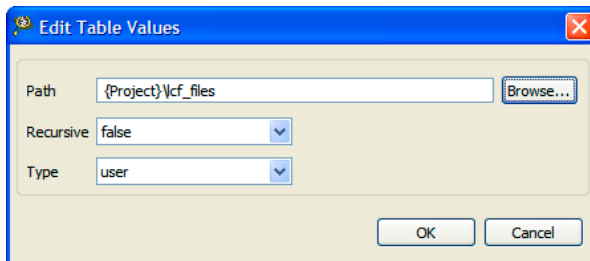 Edit Table Values
Path {Project}\lcf_files Browse...
Recursive false
Type user
OK Cancel